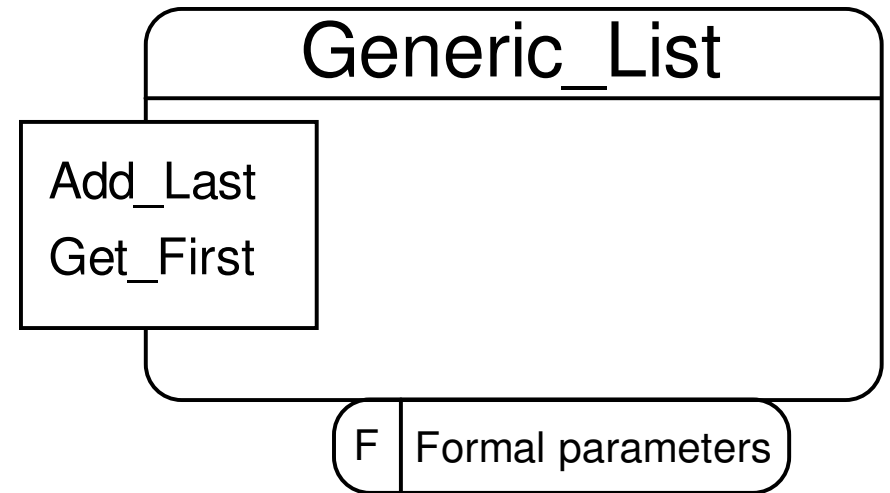 Generic_List
Add_Last
Get_First
F Formal parameters